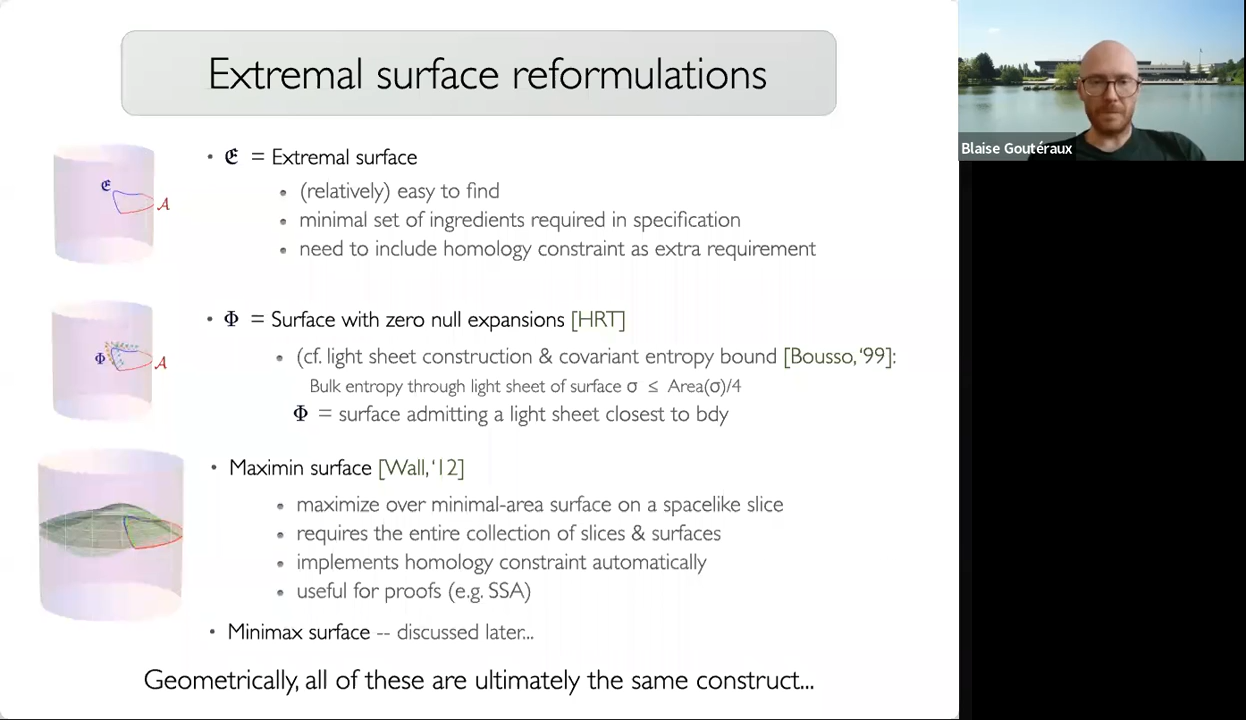 Extremal surface reformulations
Blaise Goutéraux
• 𝕰 = Extremal surface
• (relatively) easy to find
• minimal set of ingredients required in specification
• need to include homology constraint as extra requirement
𝕰
𝒜
• Φ = Surface with zero null expansions [HRT]
• (cf. light sheet construction & covariant entropy bound [Bousso,'99]:
Bulk entropy through light sheet of surface σ ≤ Area(σ)/4
Φ = surface admitting a light sheet closest to bdy
Φ
𝒜
• Maximin surface [Wall,'12]
• maximize over minimal-area surface on a spacelike slice
• requires the entire collection of slices & surfaces
• implements homology constraint automatically
• useful for proofs (e.g. SSA)
• Minimax surface -- discussed later...
Geometrically, all of these are ultimately the same construct...